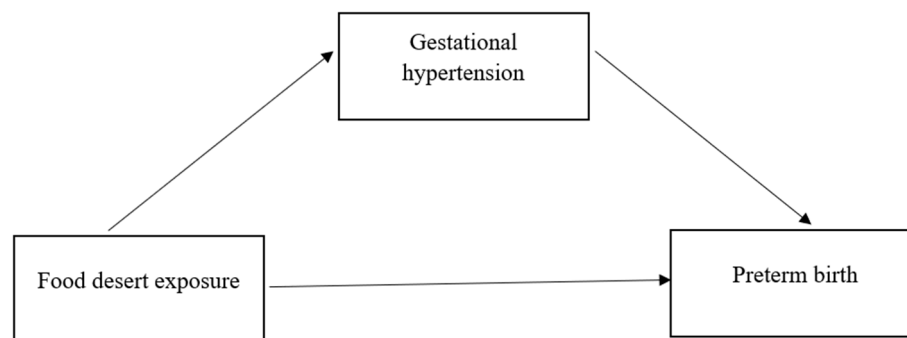 Gestational
hypertension
Food desert exposure
Preterm birth